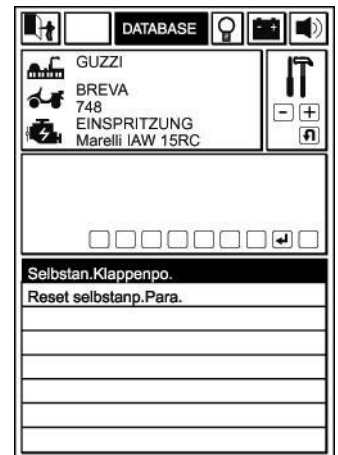 DATABASE
GUZZI
BREVA
748
EINSPRITZUNG
Marelli IAW 15RC
Selbstan.Klappenpo.
Reset selbstanp.Para.